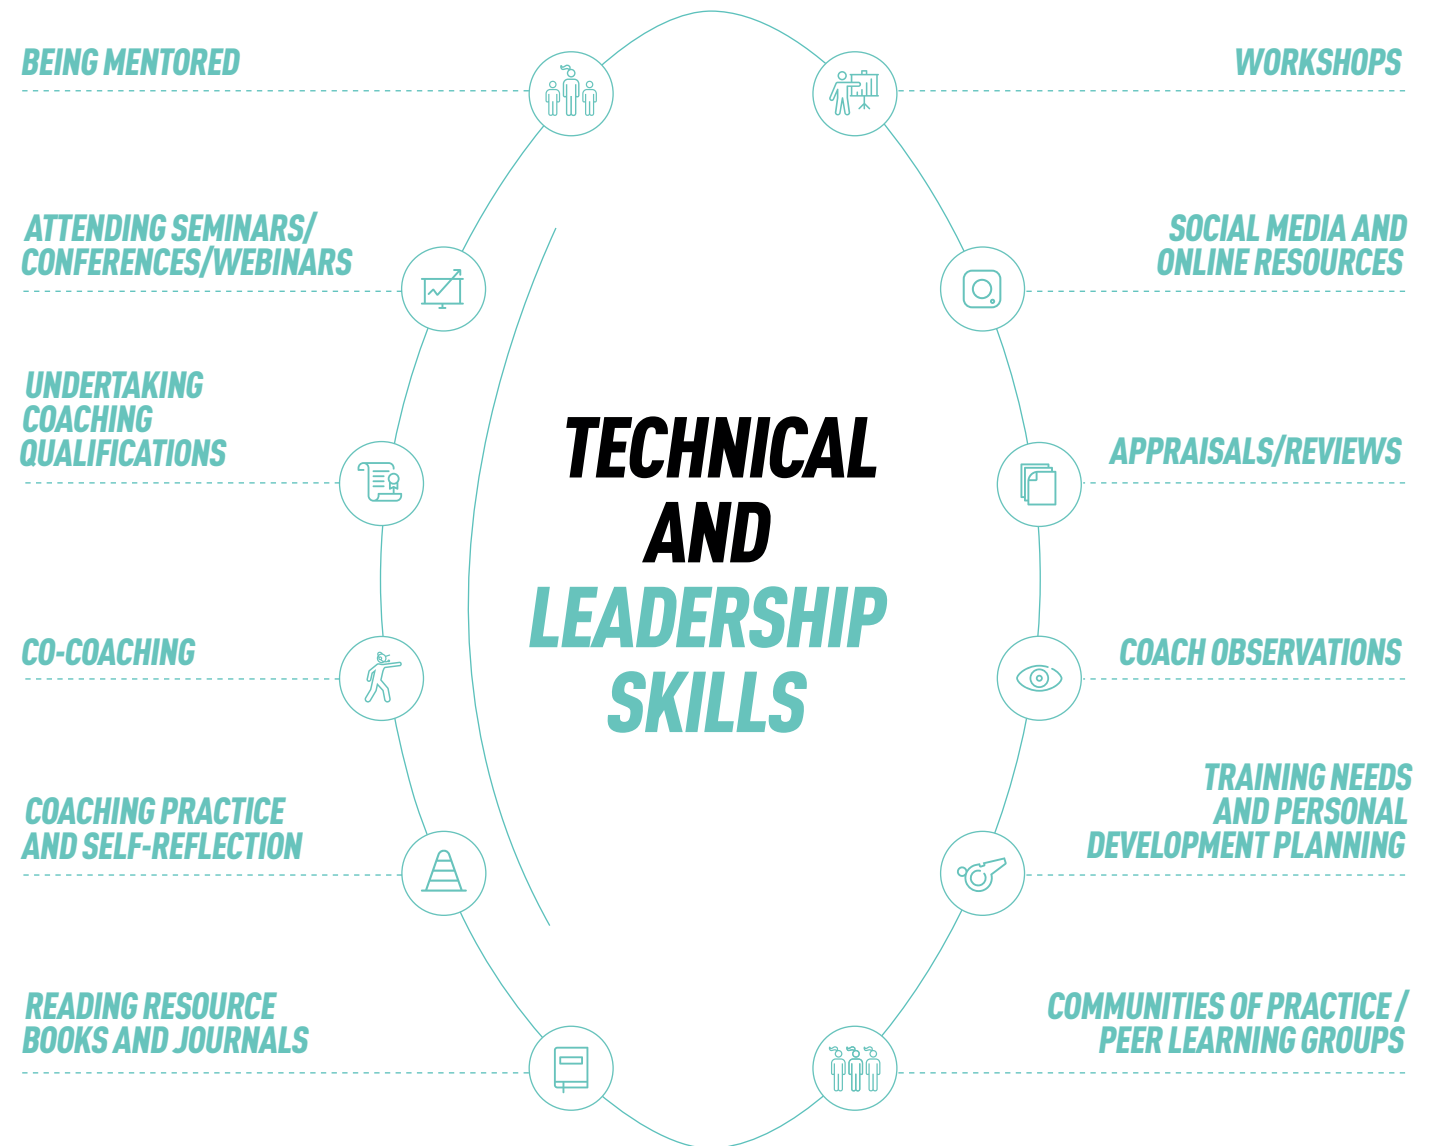 BEING MENTORED
ATTENDING SEMINARS/
CONFERENCES/WEBINARS
UNDERTAKING
COACHING
QUALIFICATIONS
CO-COACHING
COACHING PRACTICE
AND SELF-REFLECTION
READING RESOURCE
BOOKS AND JOURNALS
TECHNICAL
AND
LEADERSHIP
SKILLS
WORKSHOPS
SOCIAL MEDIA AND
ONLINE RESOURCES
APPRAISALS/REVIEWS
COACH OBSERVATIONS
TRAINING NEEDS
AND PERSONAL
DEVELOPMENT PLANNING
COMMUNITIES OF PRACTICE /
PEER LEARNING GROUPS